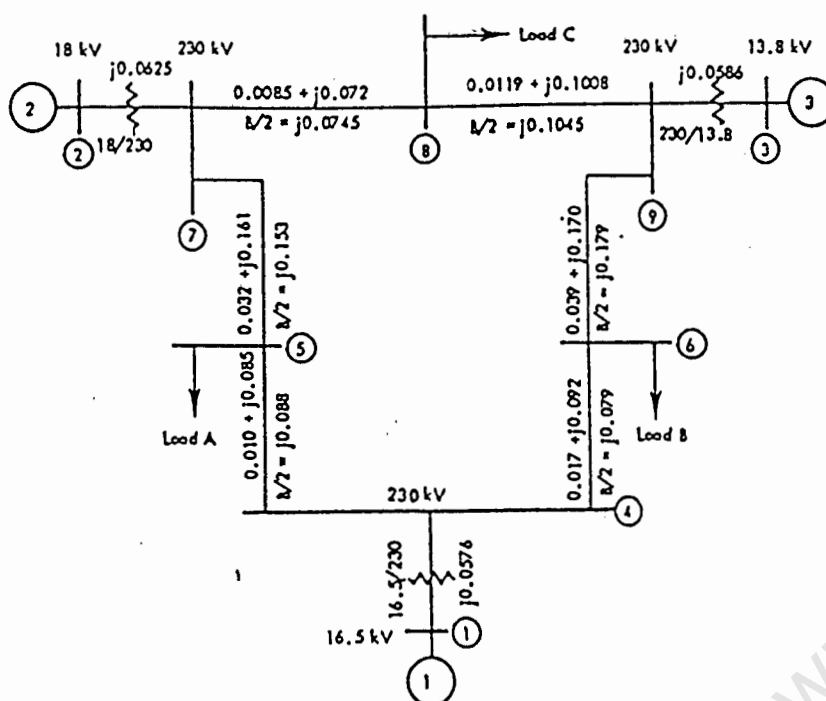 Load C
18 kV
230 kV
230 kV
13.8 kV
j0.0625
0.0085 + j0.072
0.0119 + j0.1008
j0.0586
2
B/2 = j0.0745
B/2 = j0.1045
3
18/230
230/13.8
2
8
3
7
9
0.032 + j0.161
B/2 = j0.153
0.039 + j0.170
B/2 = j0.179
5
6
Load A
0.010 + j0.085
B/2 = j0.088
0.017 + j0.092
B/2 = j0.079
Load B
230 kV
4
16.5/230
j0.0576
16.5 kV
1
1